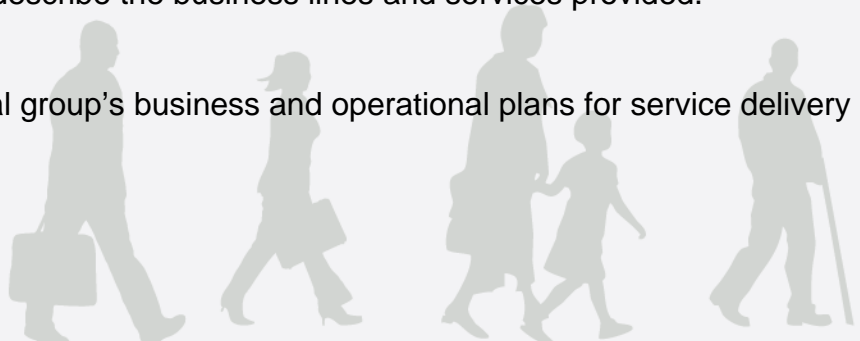 describe the business lines and services provided.
al group’s business and operational plans for service delivery